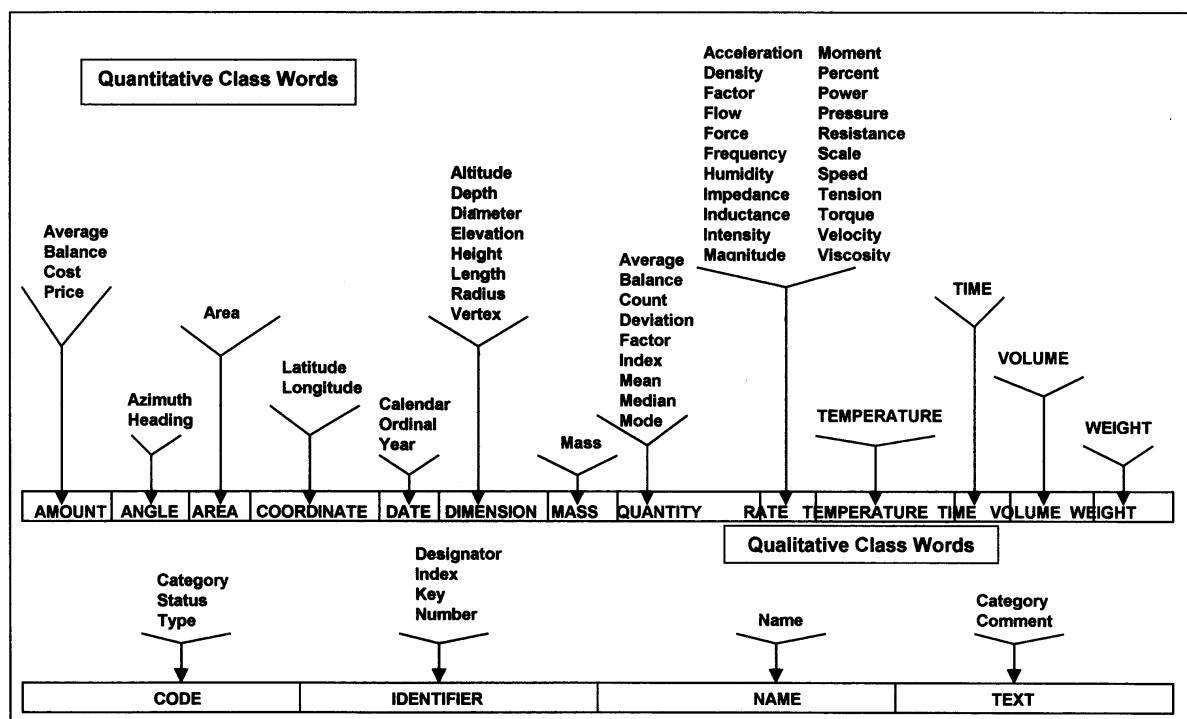 Quantitative Class Words
Acceleration Moment
Density Percent
Factor Power
Flow Pressure
Force Resistance
Frequency Scale
Humidity Speed
Impedance Tension
Inductance Torque
Intensity Velocity
Magnitude Viscosity
Altitude
Depth
Diameter
Elevation
Height
Length
Radius
Vertex
Average
Balance
Cost
Price
Area
Latitude
Longitude
Azimuth
Heading
Calendar
Ordinal
Year
Mass
Average
Balance
Count
Deviation
Factor
Index
Mean
Median
Mode
TIME
VOLUME
TEMPERATURE
WEIGHT
AMOUNT ANGLE AREA COORDINATE DATE DIMENSION MASS QUANTITY RATE TEMPERATURE TIME VOLUME WEIGHT
Qualitative Class Words
Category
Status
Type
Designator
Index
Key
Number
Name
Category
Comment
CODE IDENTIFIER NAME TEXT